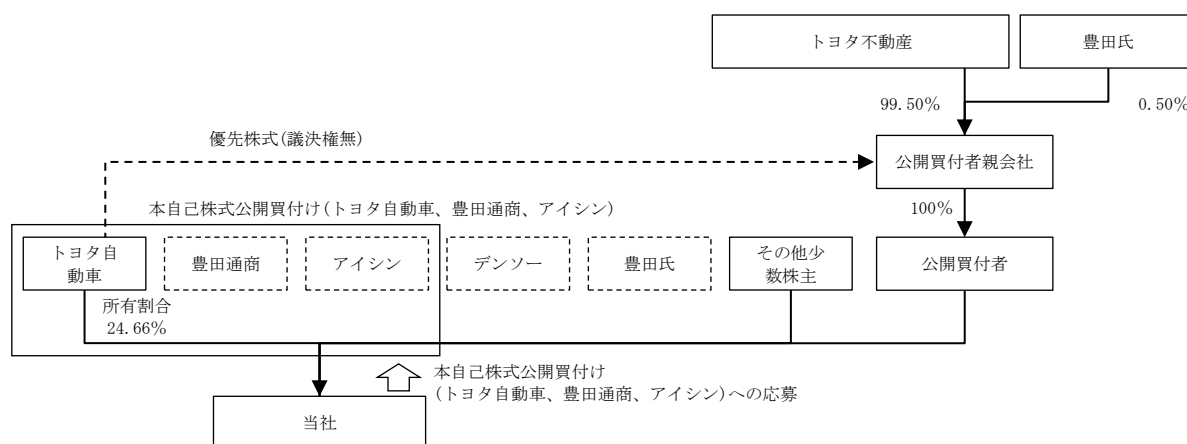 トヨタ不動産
豊田氏
99.50%
0.50%
優先株式(議決権無)
公開買付者親会社
本自己株式公開買付け(トヨタ自動車、豊田通商、アイシン)
100%
トヨタ自
動車
豊田通商
アイシン
デンソー
豊田氏
その他少
数株主
公開買付者
所有割合
24.66%
本自己株式公開買付け
(トヨタ自動車、豊田通商、アイシン)への応募
当社